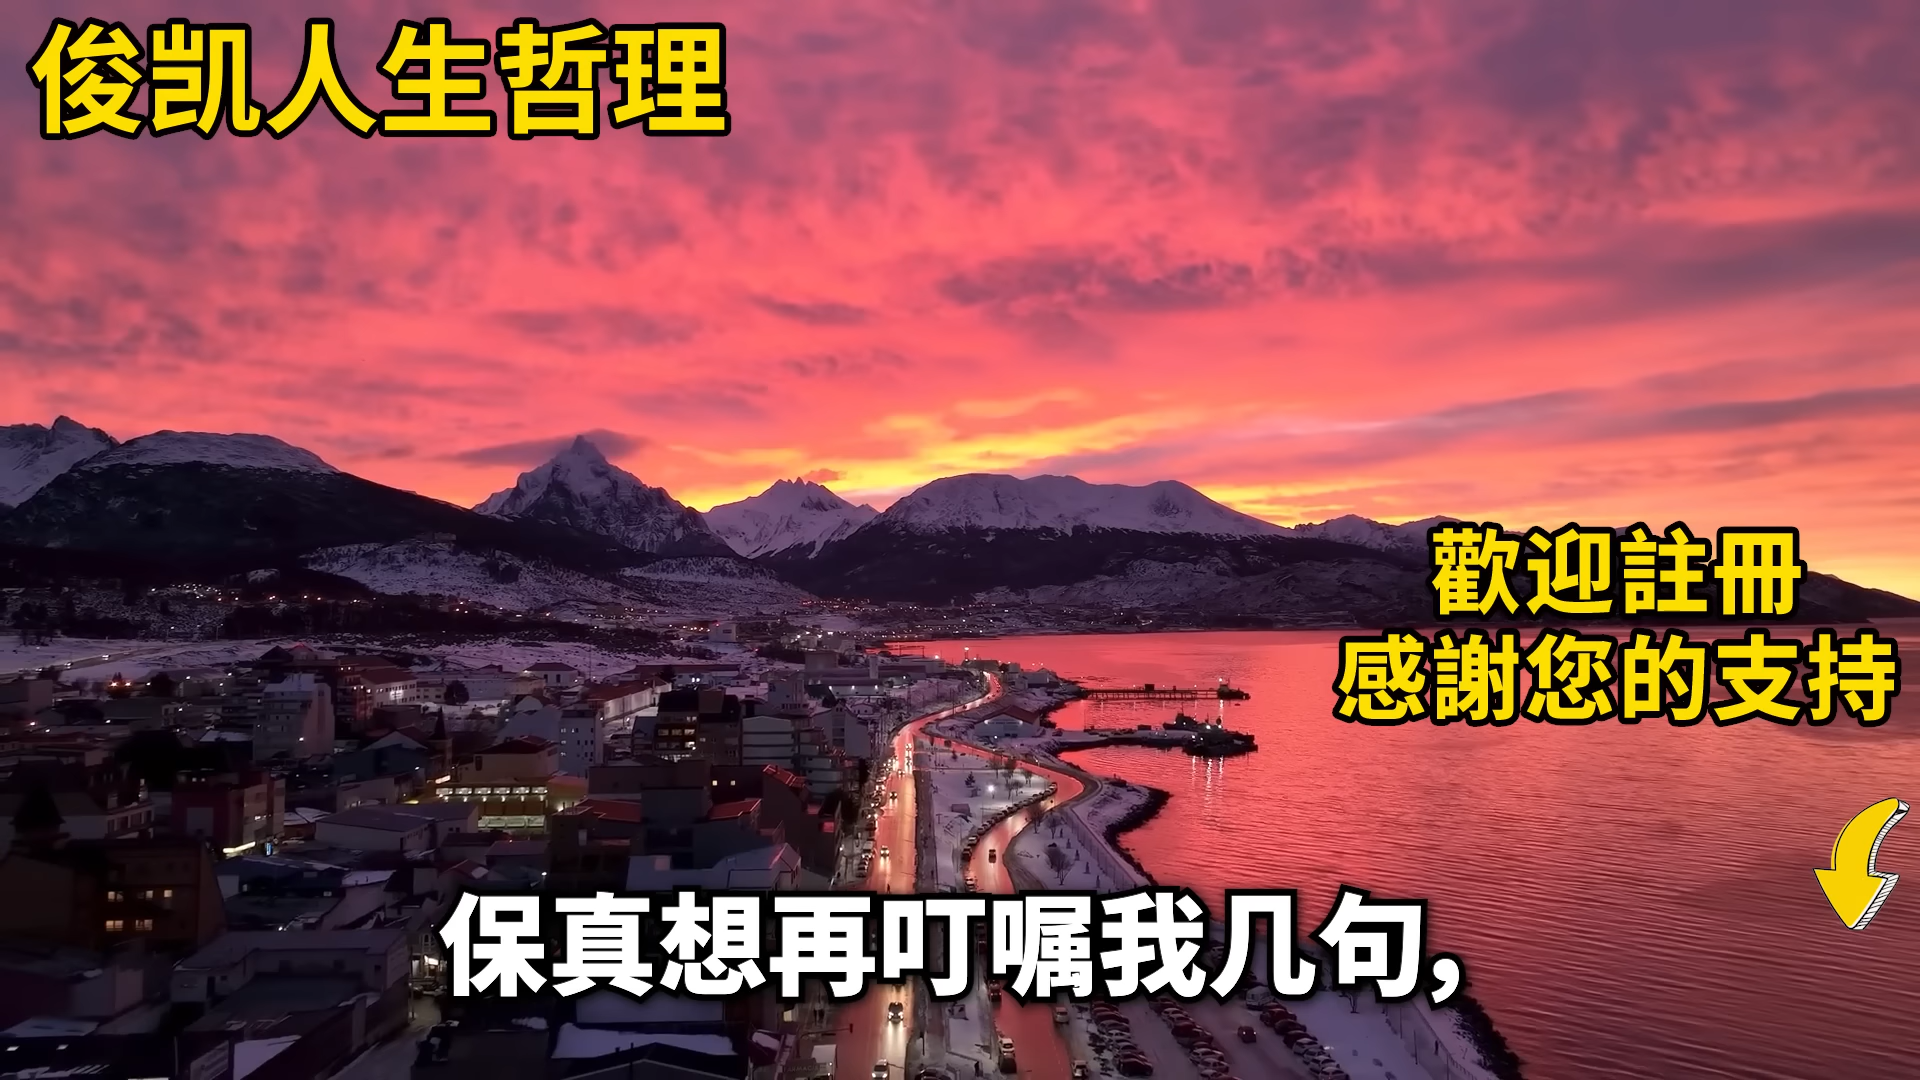 俊凯人生哲理
歡迎註冊
感謝您的支持
保真想再叮嘱我几句,